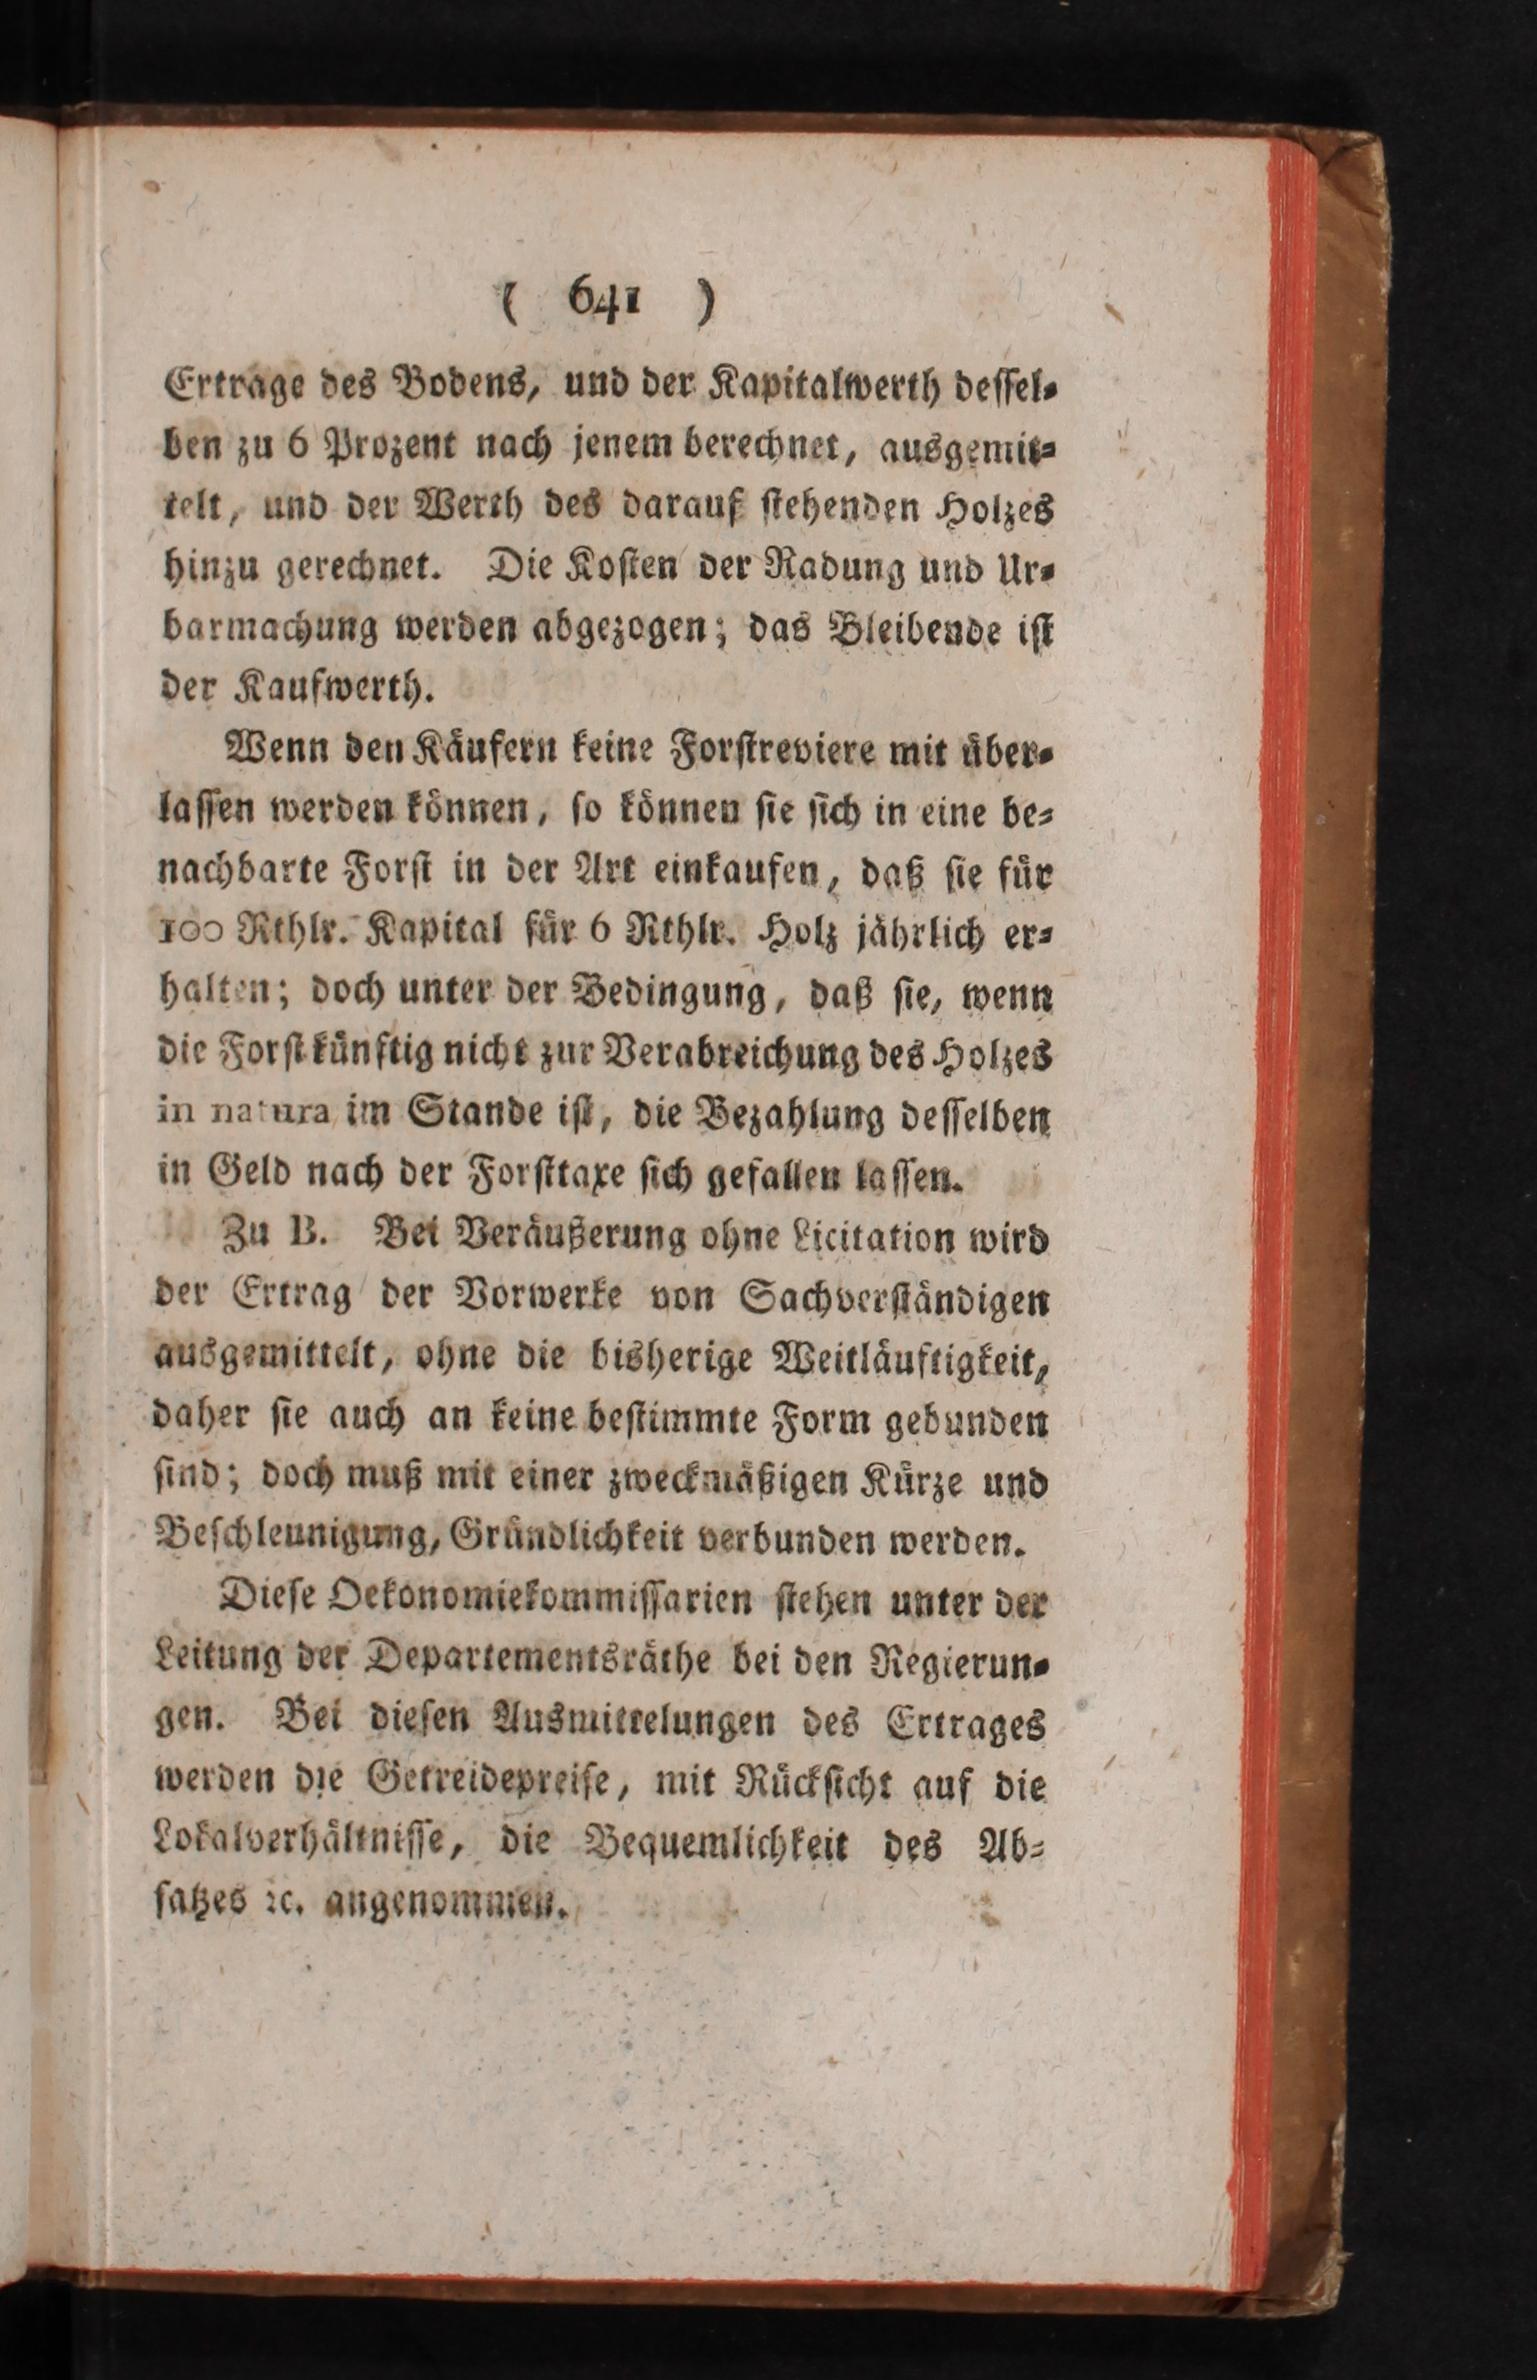 ( 641 )
Ertrage des Bodens, und der Kapitalwerth deſſel⸗
ben zu 6 Prozent nach jenem berechnet, ausgemit⸗
telt, und der Werth des darauf ſtehenden Holzes
hinzu gerechnet. Die Koſten der Radung und Ur⸗
barmachung werden abgezogen; das Bleibende iſt
der Kaufwerth.
Wenn den Käufern keine Forſtreviere mit über⸗
laſſen werden können, ſo können ſie ſich in eine be⸗
nachbarte Forſt in der Art einkaufen, daß ſie für
100 Rthlr. Kapital für 6 Rthlr. Holz jährlich er⸗
halten; doch unter der Bedingung, daß ſie, wenn
die Forſt künftig nicht zur Verabreichung des Holzes
in natura im Stande iſt, die Bezahlung deſſelben
in Geld nach der Forſttaxe ſich gefallen laſſen.
Zu B. Bei Veräußerung ohne Licitation wird
der Ertrag der Vorwerke von Sachverſtändigen
ausgemittelt, ohne die bisherige Weitläuftigkeit,
daher ſie auch an keine beſtimmte Form gebunden
ſind; doch muß mit einer zweckmäßigen Kürze und
Beſchleunigung, Gründlichkeit verbunden werden.
Dieſe Oekonomiekommiſſarien ſtehen unter der
Leitung der Departementsräthe bei den Regierun⸗
gen. Bei dieſen Ausmittelungen des Ertrages
werden die Getreidepreiſe, mit Rückſicht auf die
Lokalverhältniſſe, die Bequemlichkeit des Ab⸗
ſatzes ꝛc. angenommen.